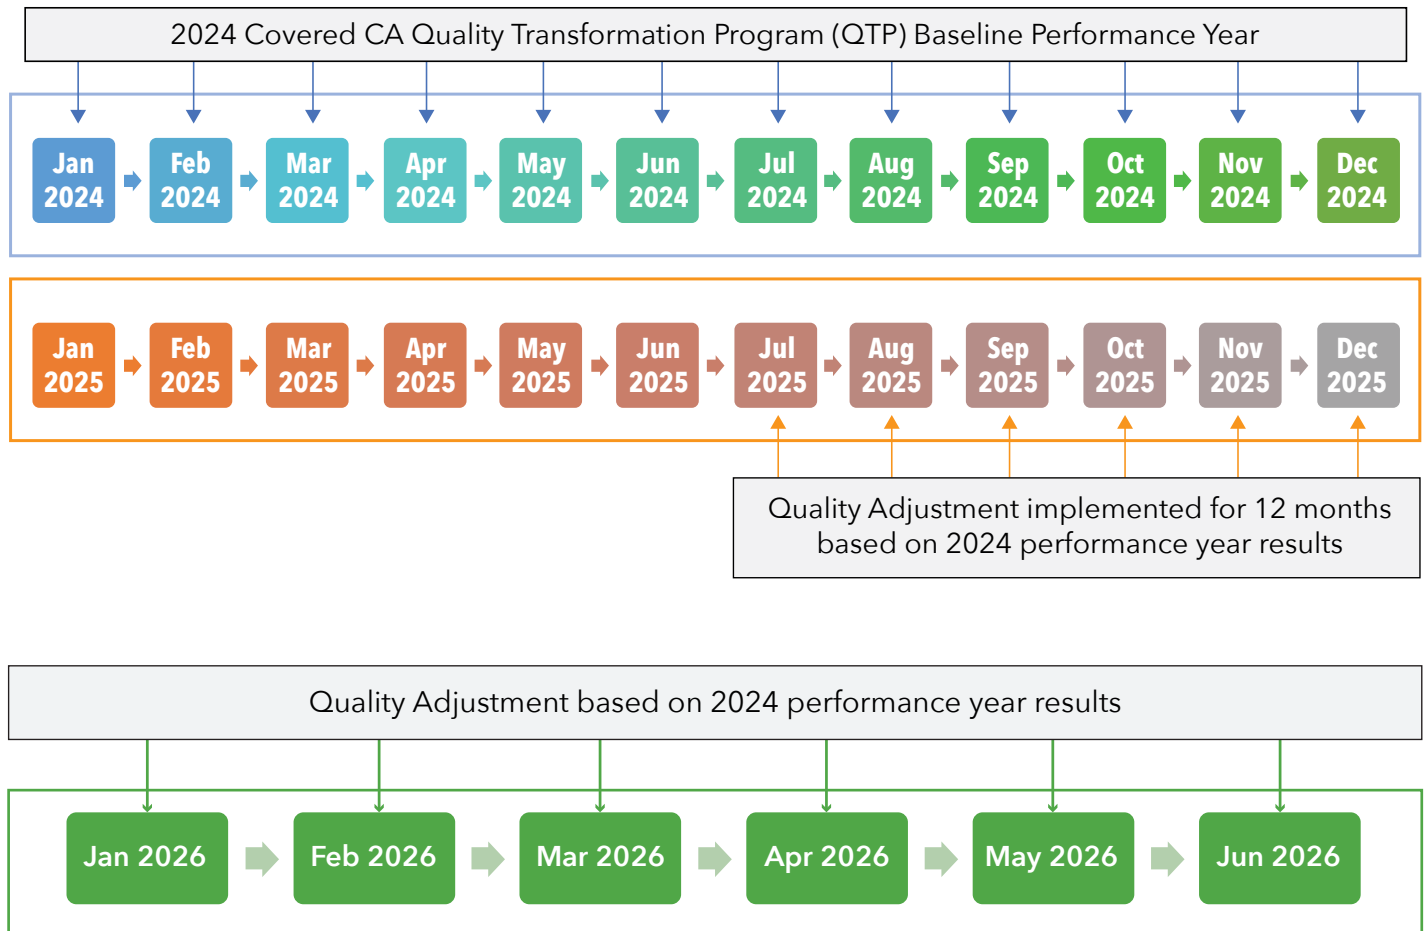 2024 Covered CA Quality Transformation Program (QTP) Baseline Performance Year
Jan
2024
Feb
2024
Mar
2024
Apr
2024
May
2024
Jun
2024
Jul
2024
Aug
2024
Sep
2024
Oct
2024
Nov
2024
Dec
2024
Jan
2025
Feb
2025
Mar
2025
Apr
2025
May
2025
Jun
2025
Jul
2025
Aug
2025
Sep
2025
Oct
2025
Nov
2025
Dec
2025
Quality Adjustment implemented for 12 months
based on 2024 performance year results
Quality Adjustment based on 2024 performance year results
Jan 2026
Feb 2026
Mar 2026
Apr 2026
May 2026
Jun 2026